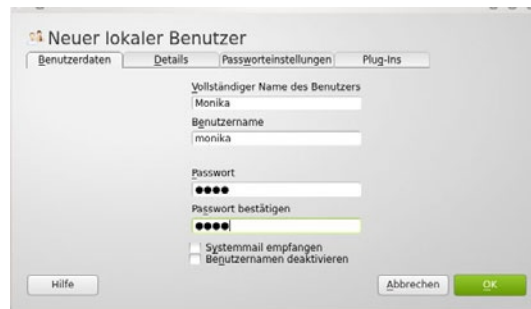 Neuer lokaler Benutzer
Benutzerdaten Details Passworteinstellungen Plug-Ins
Vollständiger Name des Benutzers
Monika
Benutzername
monika
Passwort
●●●●
Passwort bestätigen
●●●●
Systemmail empfangen
Benutzernamen deaktivieren
Hilfe Abbrechen OK